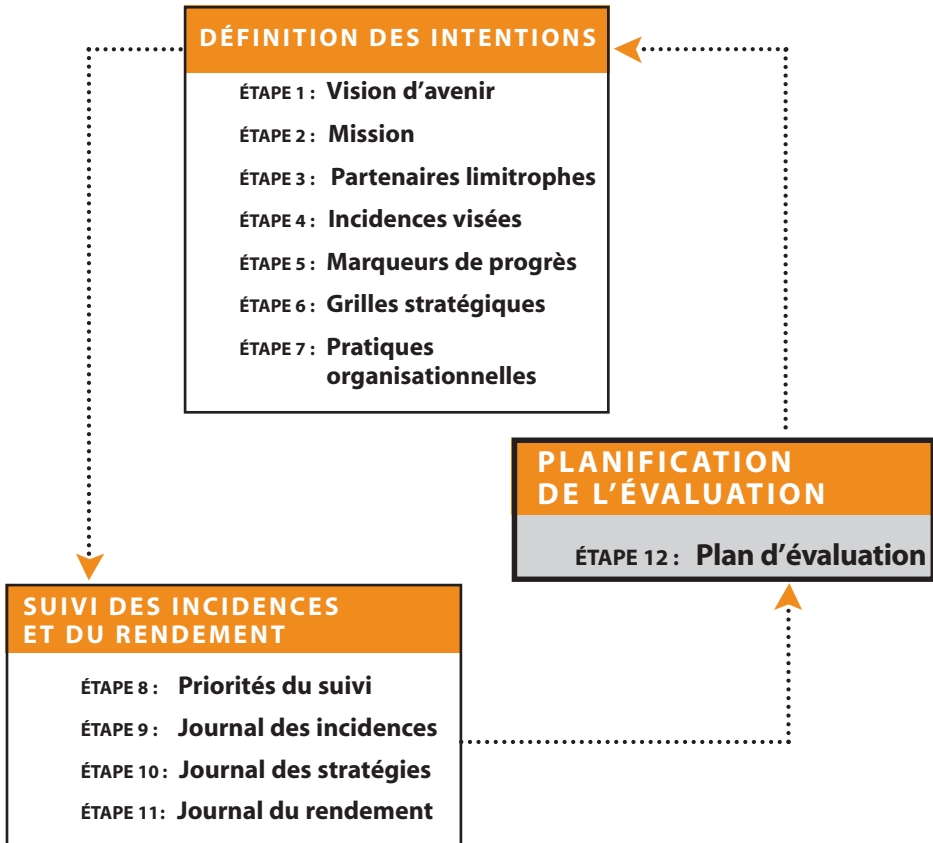 DÉFINITION DES INTENTIONS
ÉTAPE 1 : Vision d’avenir
ÉTAPE 2 : Mission
ÉTAPE 3 : Partenaires limitrophes
ÉTAPE 4 : Incidences visées
ÉTAPE 5 : Marqueurs de progrès
ÉTAPE 6 : Grilles stratégiques
ÉTAPE 7 : Pratiques
organisationnelles
PLANIFICATION
DE L’ÉVALUATION
ÉTAPE 12 : Plan d’évaluation
SUIVI DES INCIDENCES
ET DU RENDEMENT
ÉTAPE 8 : Priorités du suivi
ÉTAPE 9 : Journal des incidences
ÉTAPE 10 : Journal des stratégies
ÉTAPE 11: Journal du rendement